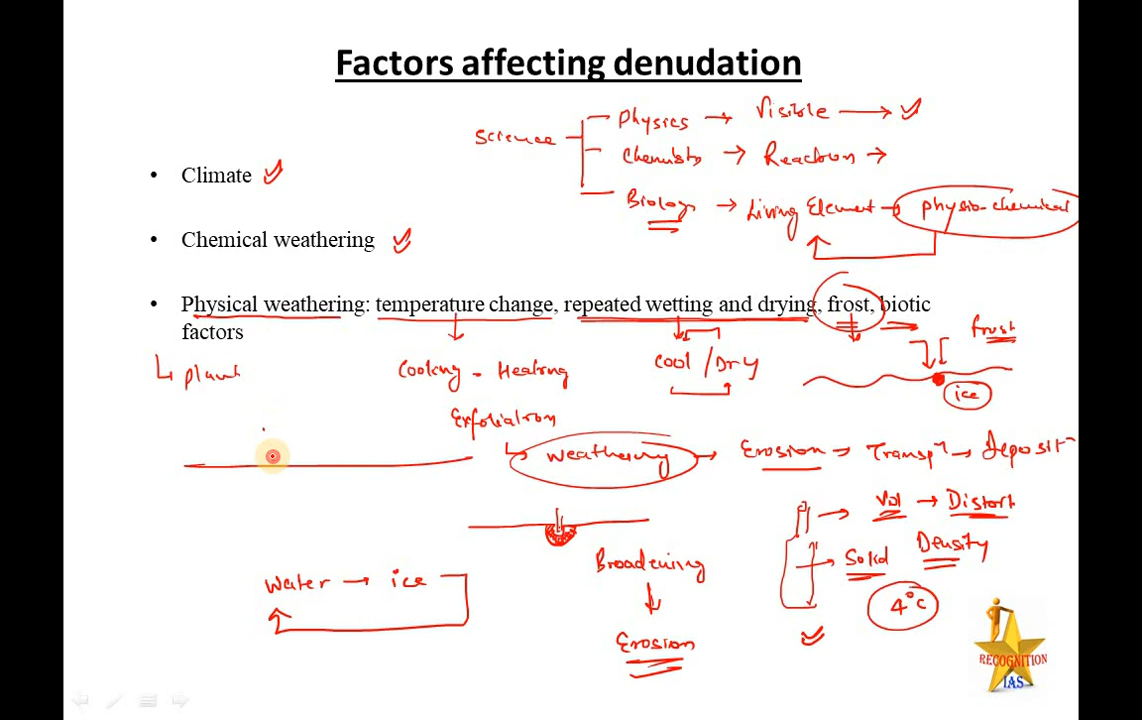 Factors affecting denudation
Science
Physics → Visible →
Chemistry → Reaction →
Biology → Living Element → physio-chemical
• Climate
• Chemical weathering
• Physical weathering: temperature change, repeated wetting and drying, frost, biotic
factors
frost
plant
Cooking - Heating
Cool / Dry
ice
Exfoliation
weathering → Erosion → Transpn → Deposit
Vol → Distort
Solid
Density
4°C
Broadening
Erosion
Water → ice
RECOGNITION
IAS